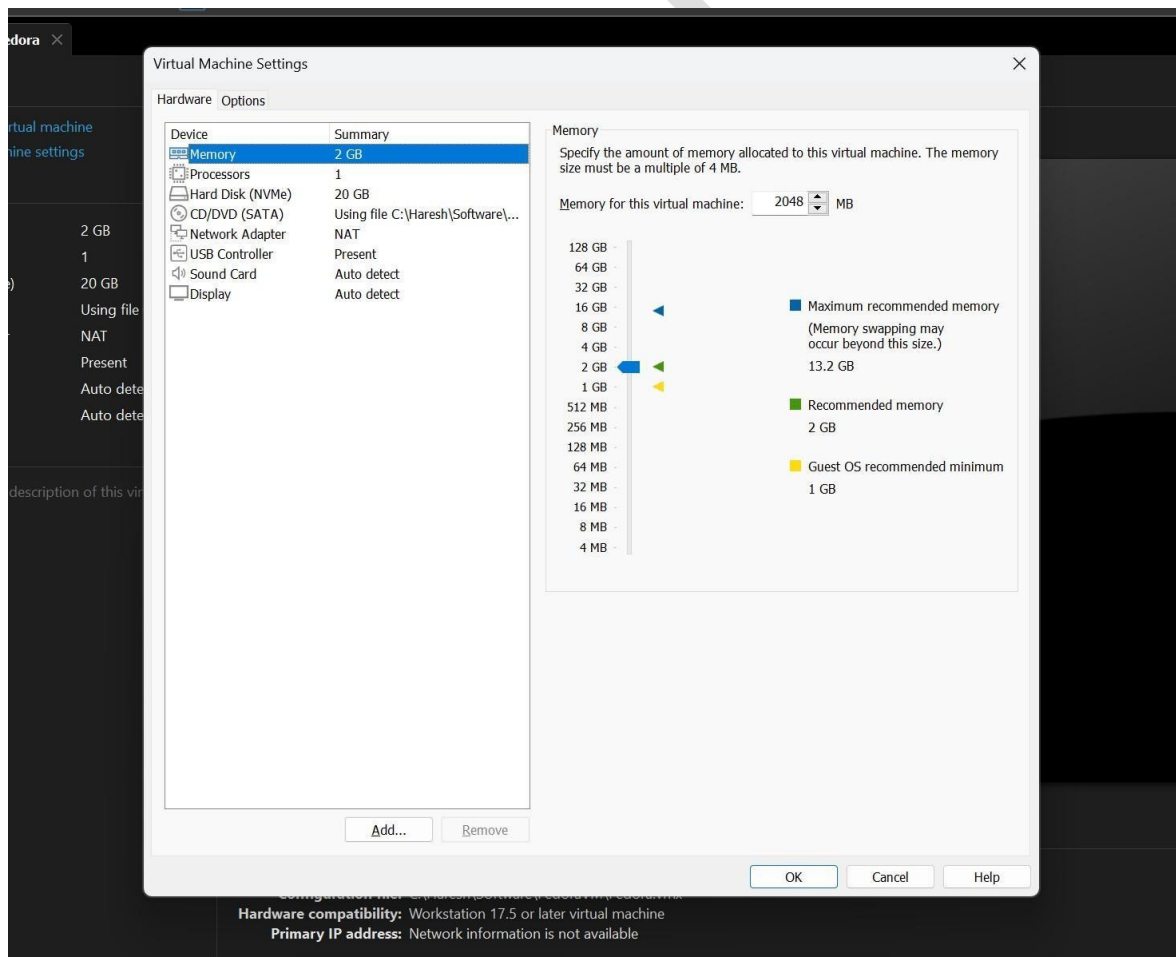 edora
Virtual Machine Settings
Hardware Options
rtual machine
hine settings
2 GB
1
20 GB
Using file
NAT
Present
Auto dete
Auto dete
description of this vir
Device Summary
Memory 2 GB
Processors 1
Hard Disk (NVMe) 20 GB
CD/DVD (SATA) Using file C:\Haresh\Software\...
Network Adapter NAT
USB Controller Present
Sound Card Auto detect
Display Auto detect
Add... Remove
Memory
Specify the amount of memory allocated to this virtual machine. The memory
size must be a multiple of 4 MB.
Memory for this virtual machine: 2048 MB
128 GB
64 GB
32 GB
16 GB
8 GB
4 GB
2 GB
1 GB
512 MB
256 MB
128 MB
64 MB
32 MB
16 MB
8 MB
4 MB
Maximum recommended memory
(Memory swapping may
occur beyond this size.)
13.2 GB
Recommended memory
2 GB
Guest OS recommended minimum
1 GB
OK Cancel Help
Hardware compatibility: Workstation 17.5 or later virtual machine
Primary IP address: Network information is not available